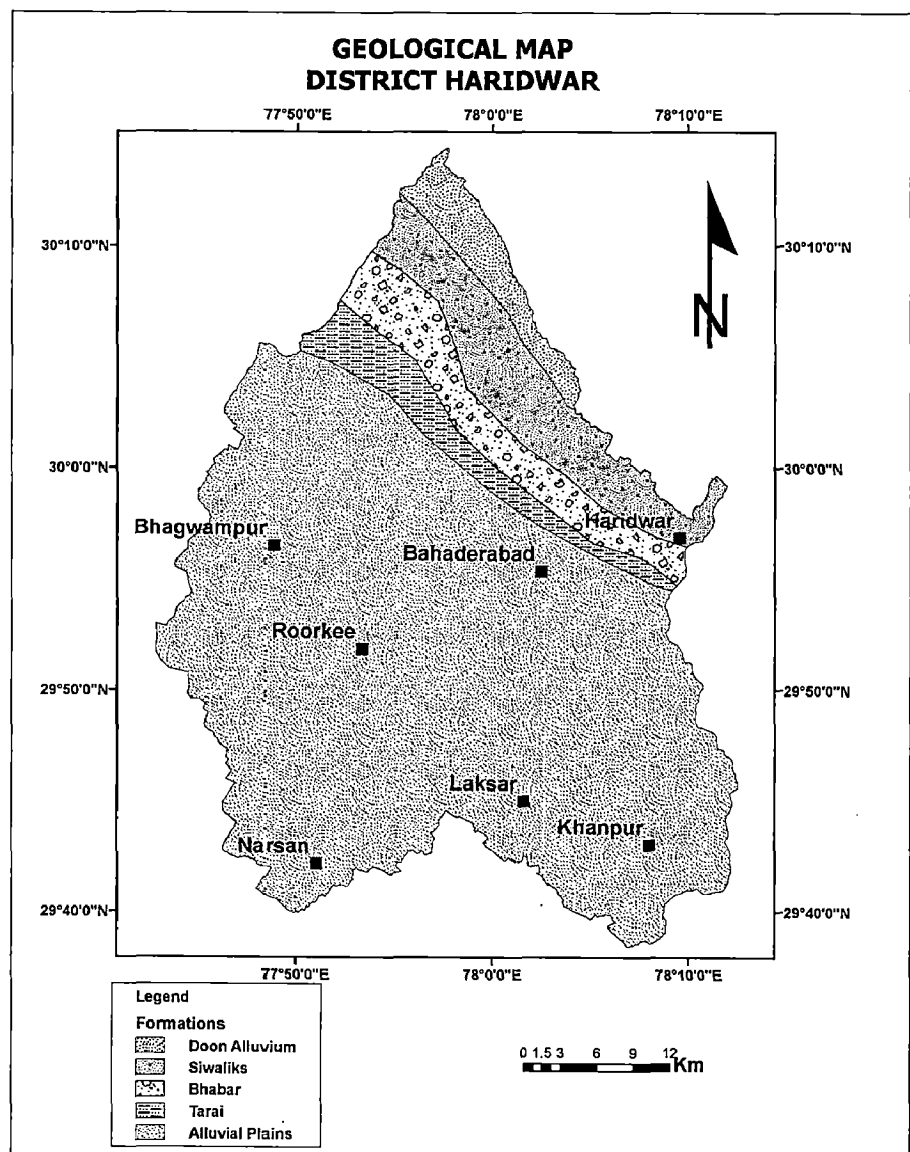 GEOLOGICAL MAP
DISTRICT HARIDWAR
77°50'0"E 78°0'0"E 78°10'0"E
30°10'0"N 30°10'0"N
N
30°0'0"N 30°0'0"N
Haridwar
Bhagwampur
Bahaderabad
Roorkee
29°50'0"N 29°50'0"N
Laksar
Khanpur
Narsan
29°40'0"N 29°40'0"N
77°50'0"E 78°0'0"E 78°10'0"E
Legend
Formations
Doon Alluvium
Siwaliks
Bhabar
Tarai
Alluvial Plains
0 1.5 3 6 9 12 Km